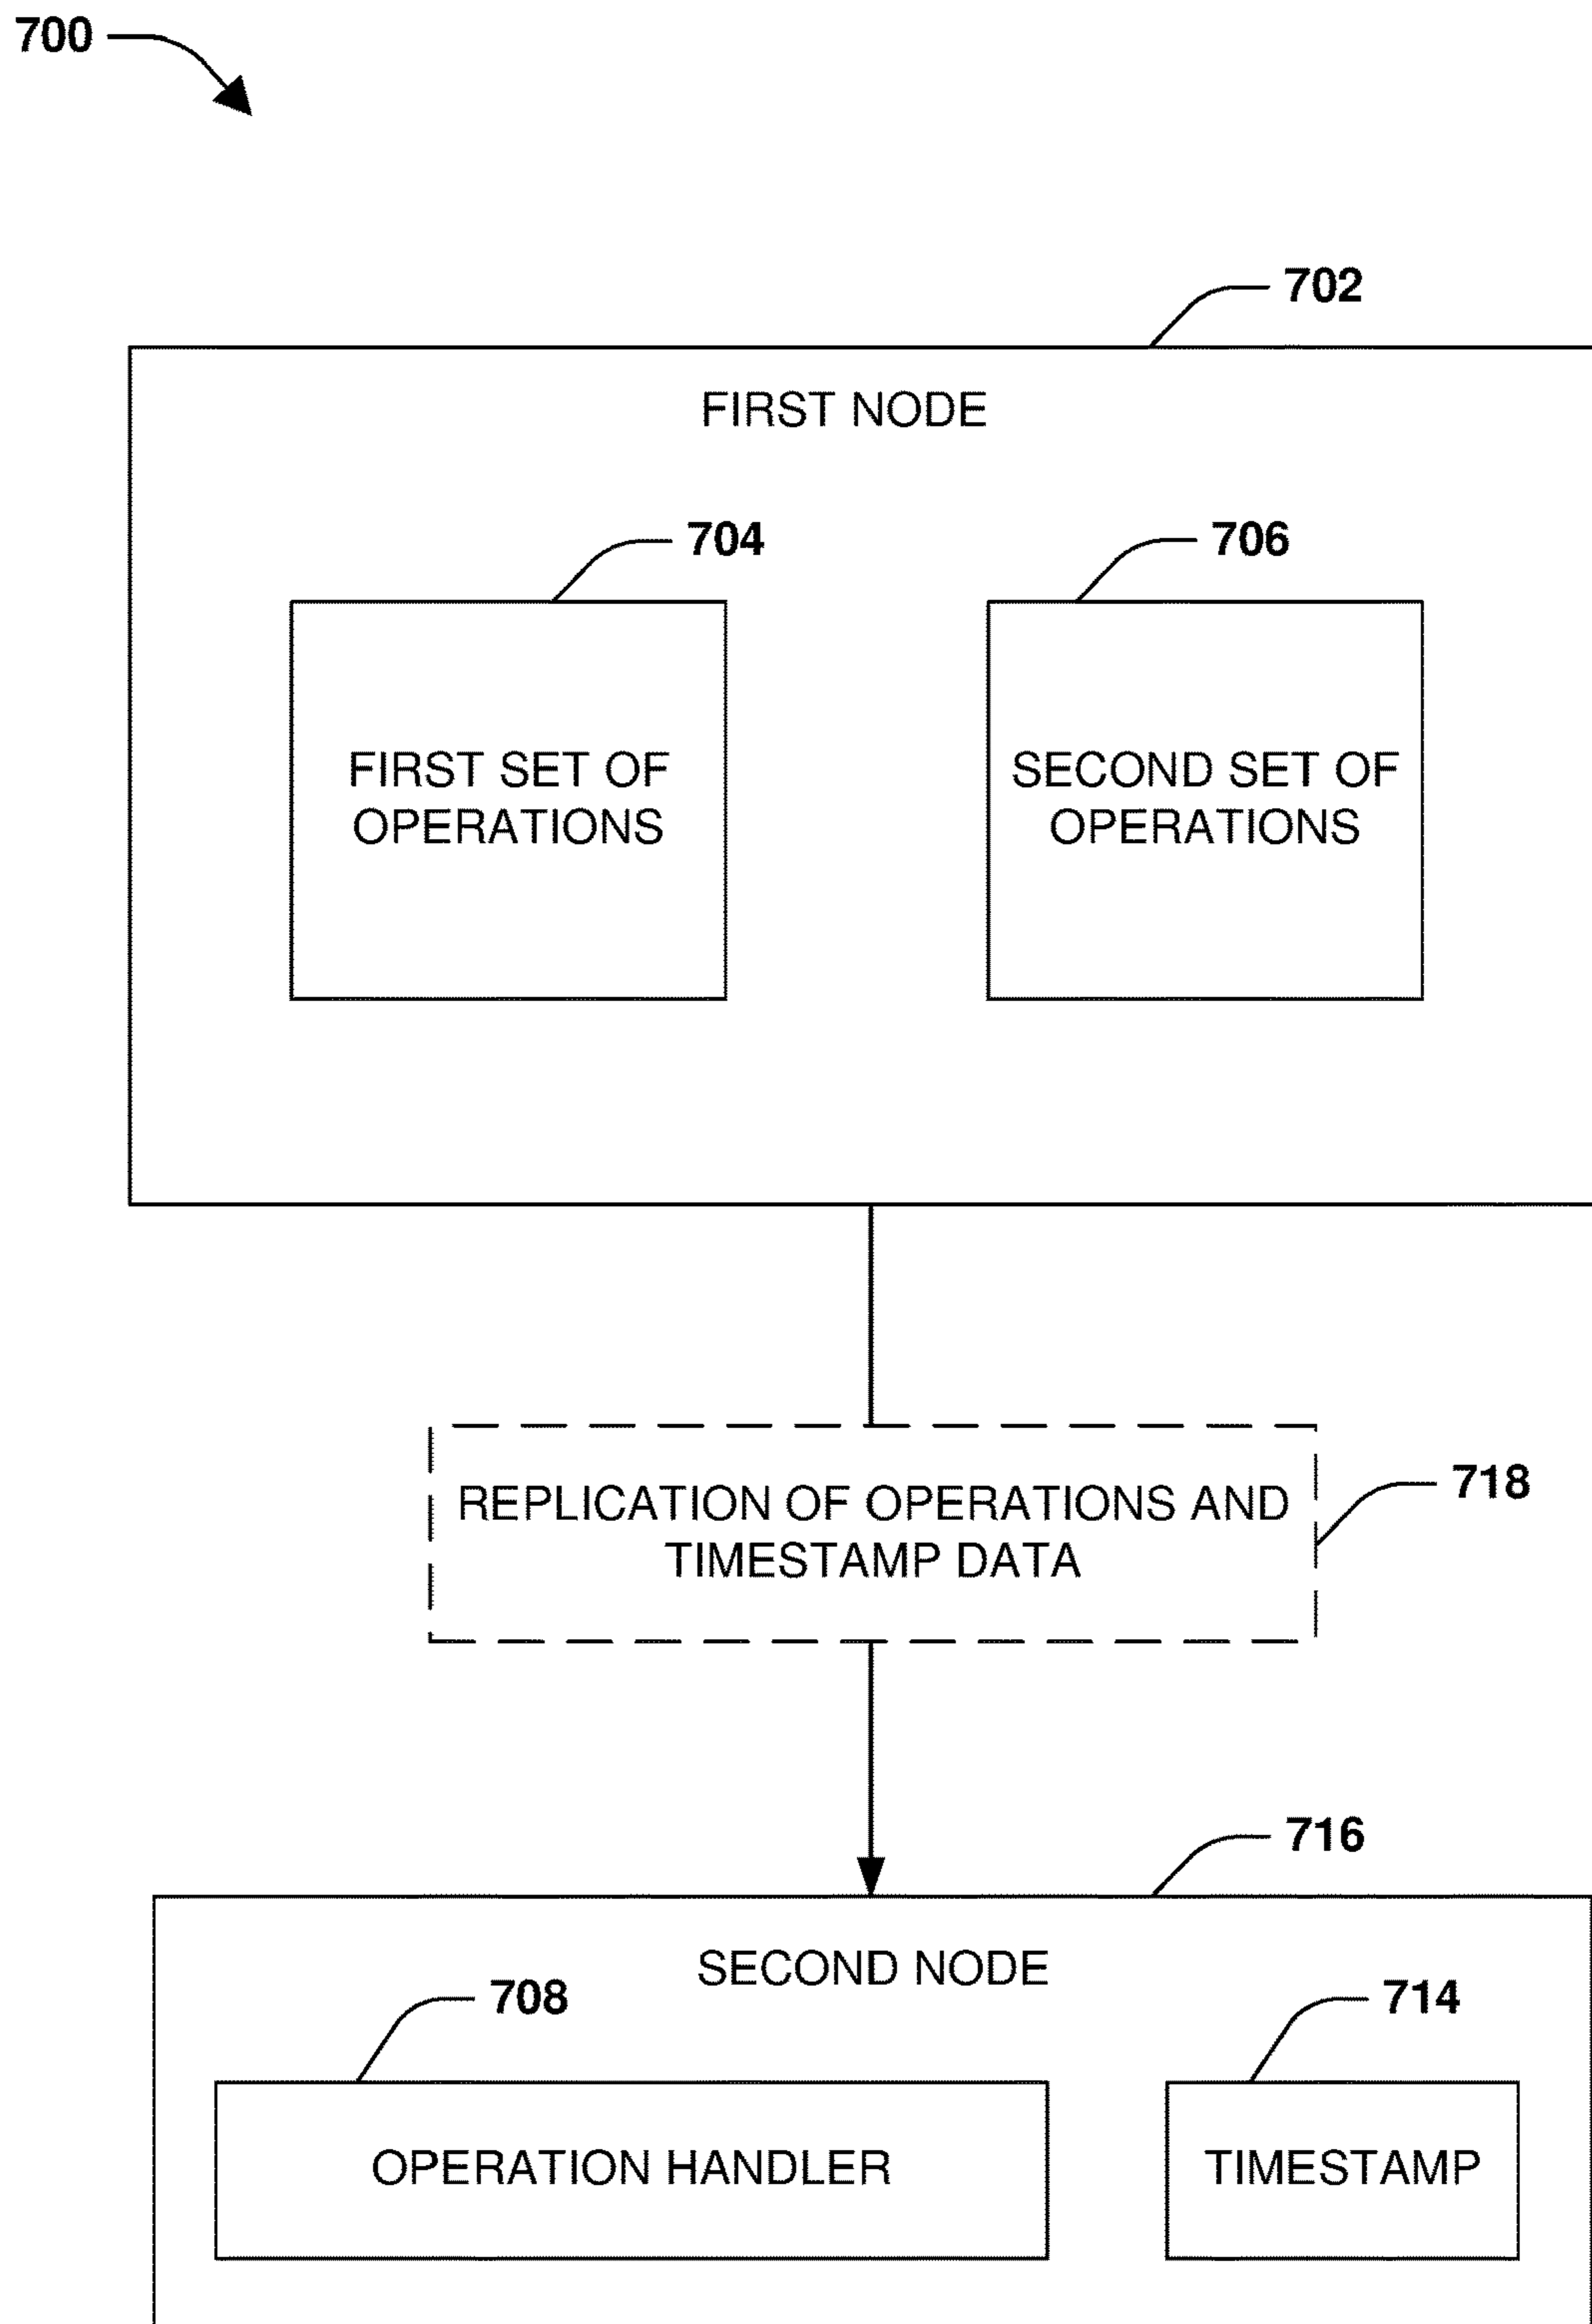 700
702
FIRST NODE
704
706
FIRST SET OF
OPERATIONS
SECOND SET OF
OPERATIONS
REPLICATION OF OPERATIONS AND
TIMESTAMP DATA
718
716
SECOND NODE
708
714
OPERATION HANDLER
TIMESTAMP